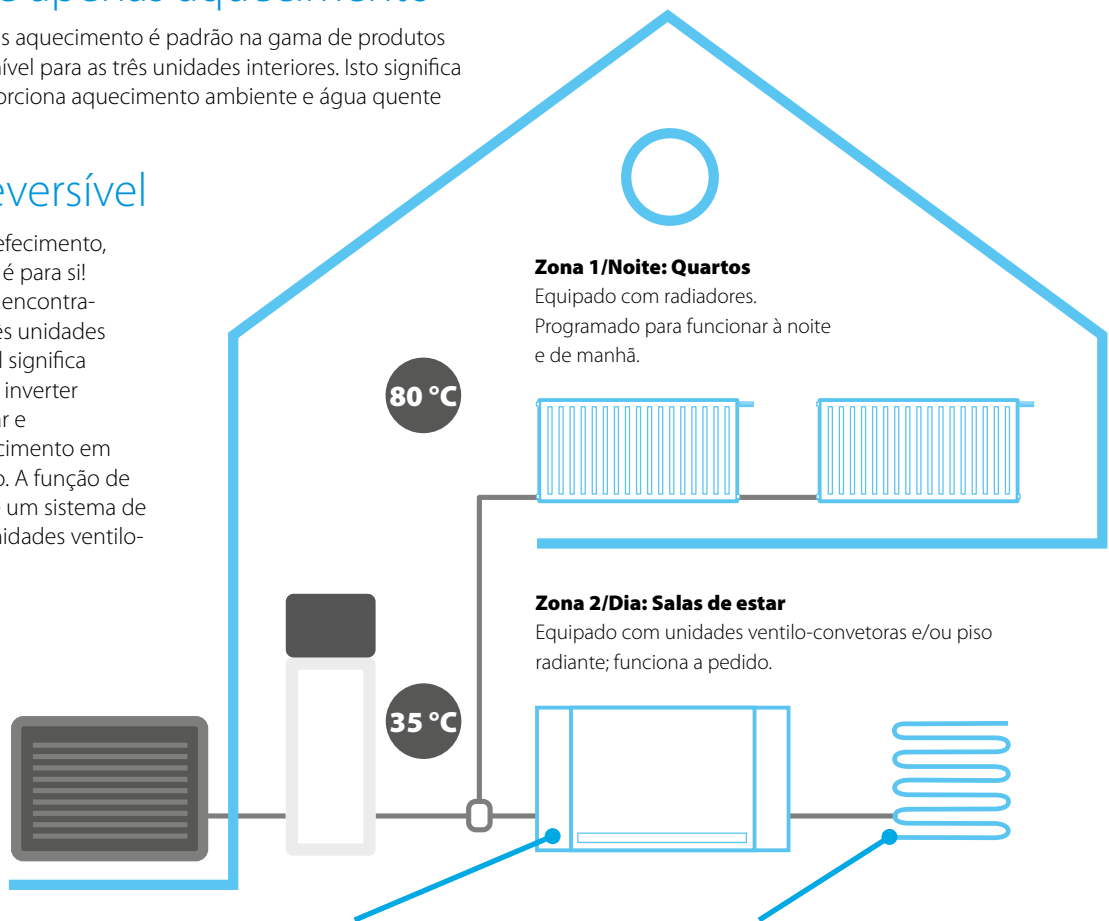 apenas aquecimento
s aquecimento é padrão na gama de produtos
nível para as três unidades interiores. Isto significa
orciona aquecimento ambiente e água quente
eversível
efecimento,
é para si!
encontra-
ês unidades
l significa
inverter
r e
cimento em
o. A função de
um sistema de
nidades ventilo-
Zona 1/Noite: Quartos
Equipado com radiadores.
Programado para funcionar à noite
e de manhã.
80 °C
Zona 2/Dia: Salas de estar
Equipado com unidades ventilo-convetoras e/ou piso
radiante; funciona a pedido.
35 °C